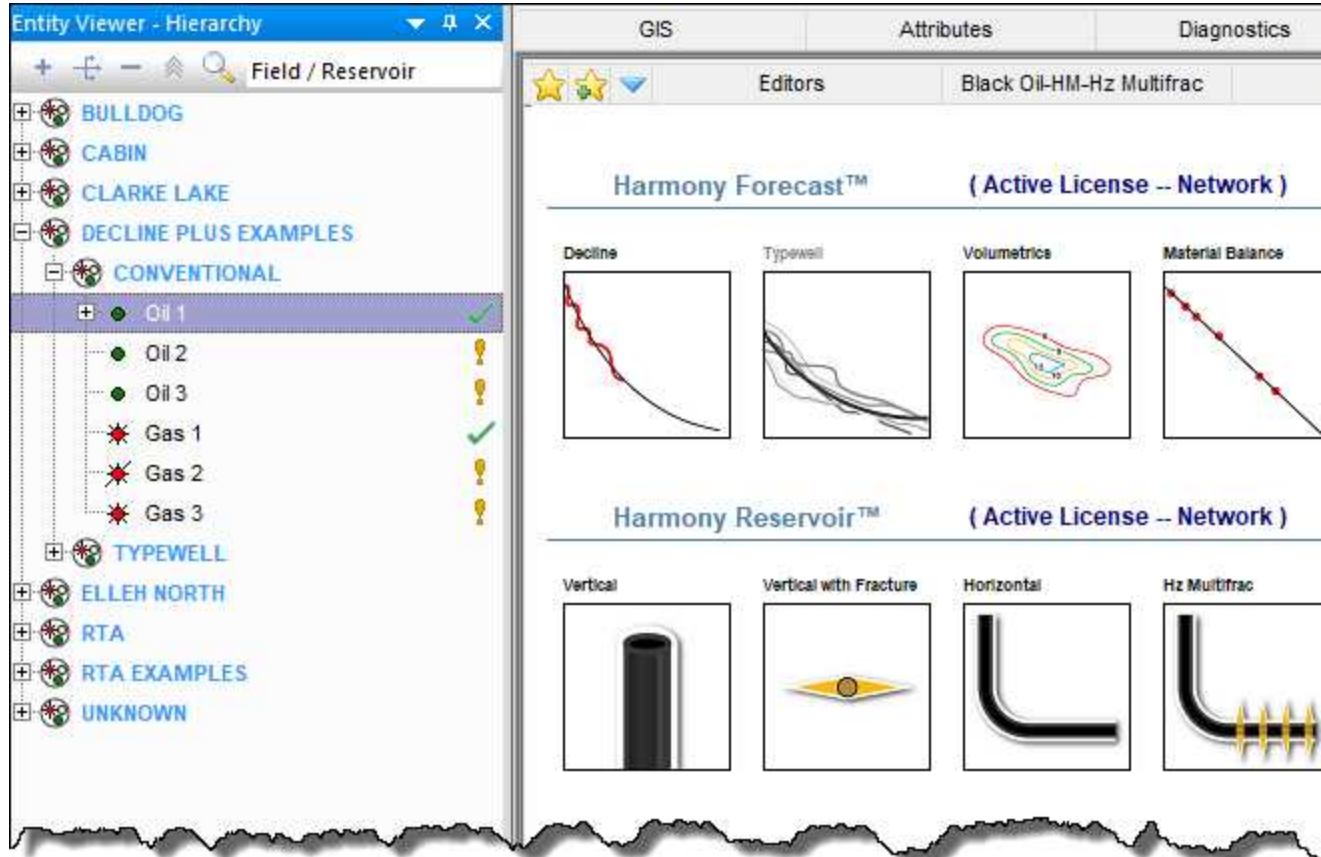 Entity Viewer - Hierarchy
Field / Reservoir
BULLDOG
CABIN
CLARKE LAKE
DECLINE PLUS EXAMPLES
CONVENTIONAL
Oil 1
Oil 2
Oil 3
Gas 1
Gas 2
Gas 3
TYPEWELL
ELLEH NORTH
RTA
RTA EXAMPLES
UNKNOWN
GIS Attributes Diagnostics
Editors Black Oil-HM-Hz Multifrac
Harmony Forecast™ ( Active License -- Network )
Decline Typewell Volumetrics Material Balance
Harmony Reservoir™ ( Active License -- Network )
Vertical Vertical with Fracture Horizontal Hz Multifrac